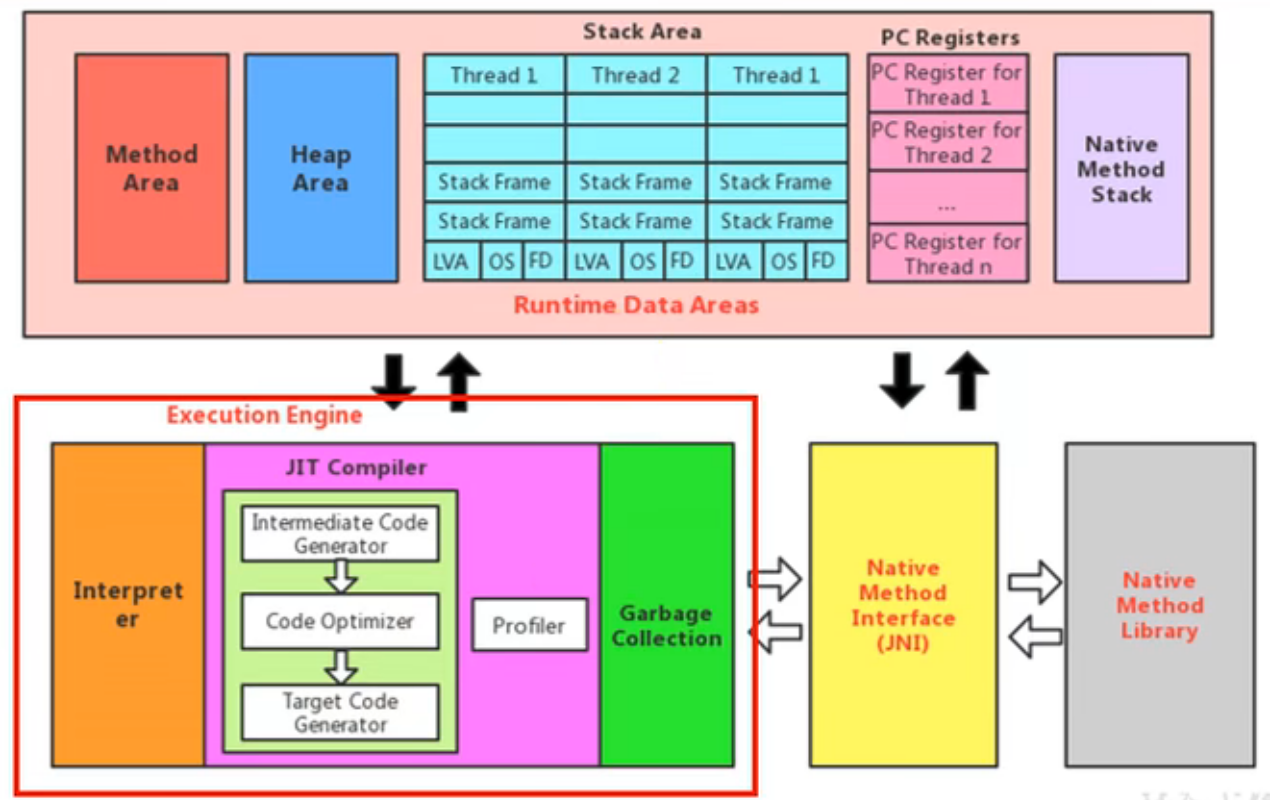 Stack Area
PC Registers
Method
Area
Heap
Area
Thread 1
Thread 2
Thread 1
Stack Frame
Stack Frame
Stack Frame
Stack Frame
Stack Frame
Stack Frame
LVA
OS
FD
LVA
OS
FD
LVA
OS
FD
PC Register for
Thread 1
PC Register for
Thread 2
...
PC Register for
Thread n
Native
Method
Stack
Runtime Data Areas
Execution Engine
Interpret
er
JIT Compiler
Intermediate Code
Generator
Code Optimizer
Target Code
Generator
Profiler
Garbage
Collection
Native
Method
Interface
(JNI)
Native
Method
Library